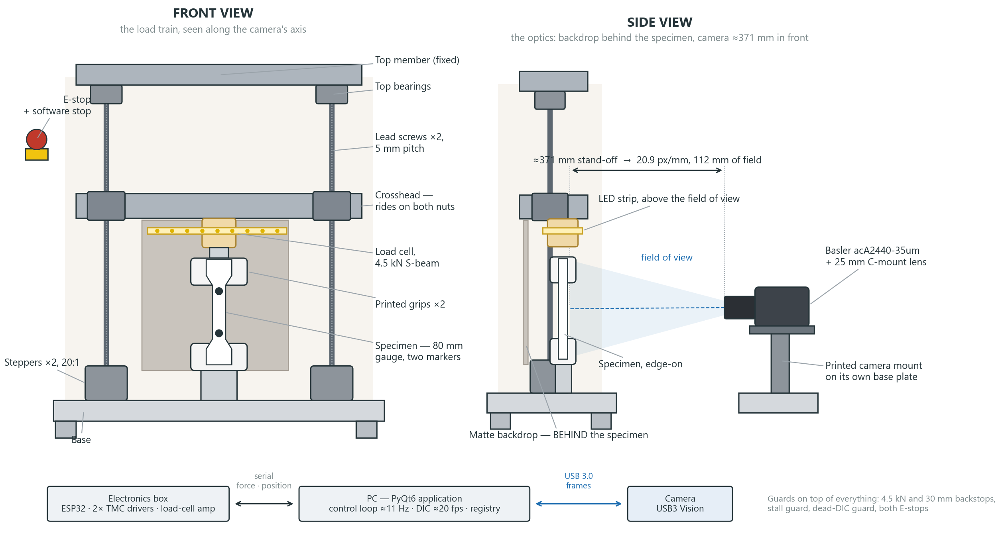 FRONT VIEW
the load train, seen along the camera's axis
SIDE VIEW
the optics: backdrop behind the specimen, camera ≈371 mm in front
Top member (fixed)
Top bearings
E-stop
+ software stop
Lead screws ×2,
5 mm pitch
Crosshead —
rides on both nuts
Load cell,
4.5 kN S-beam
Printed grips ×2
Specimen — 80 mm
gauge, two markers
Steppers ×2, 20:1
Base
≈371 mm stand-off → 20.9 px/mm, 112 mm of field
LED strip, above the field of view
field of view
Basler acA2440-35um
+ 25 mm C-mount lens
Specimen, edge-on
Printed camera mount
on its own base plate
Matte backdrop — BEHIND the specimen
Electronics box
ESP32 · 2× TMC drivers · load-cell amp
serial
force · position
PC — PyQt6 application
control loop ≈11 Hz · DIC ≈20 fps · registry
USB 3.0
frames
Camera
USB3 Vision
Guards on top of everything: 4.5 kN and 30 mm backstops,
stall guard, dead-DIC guard, both E-stops